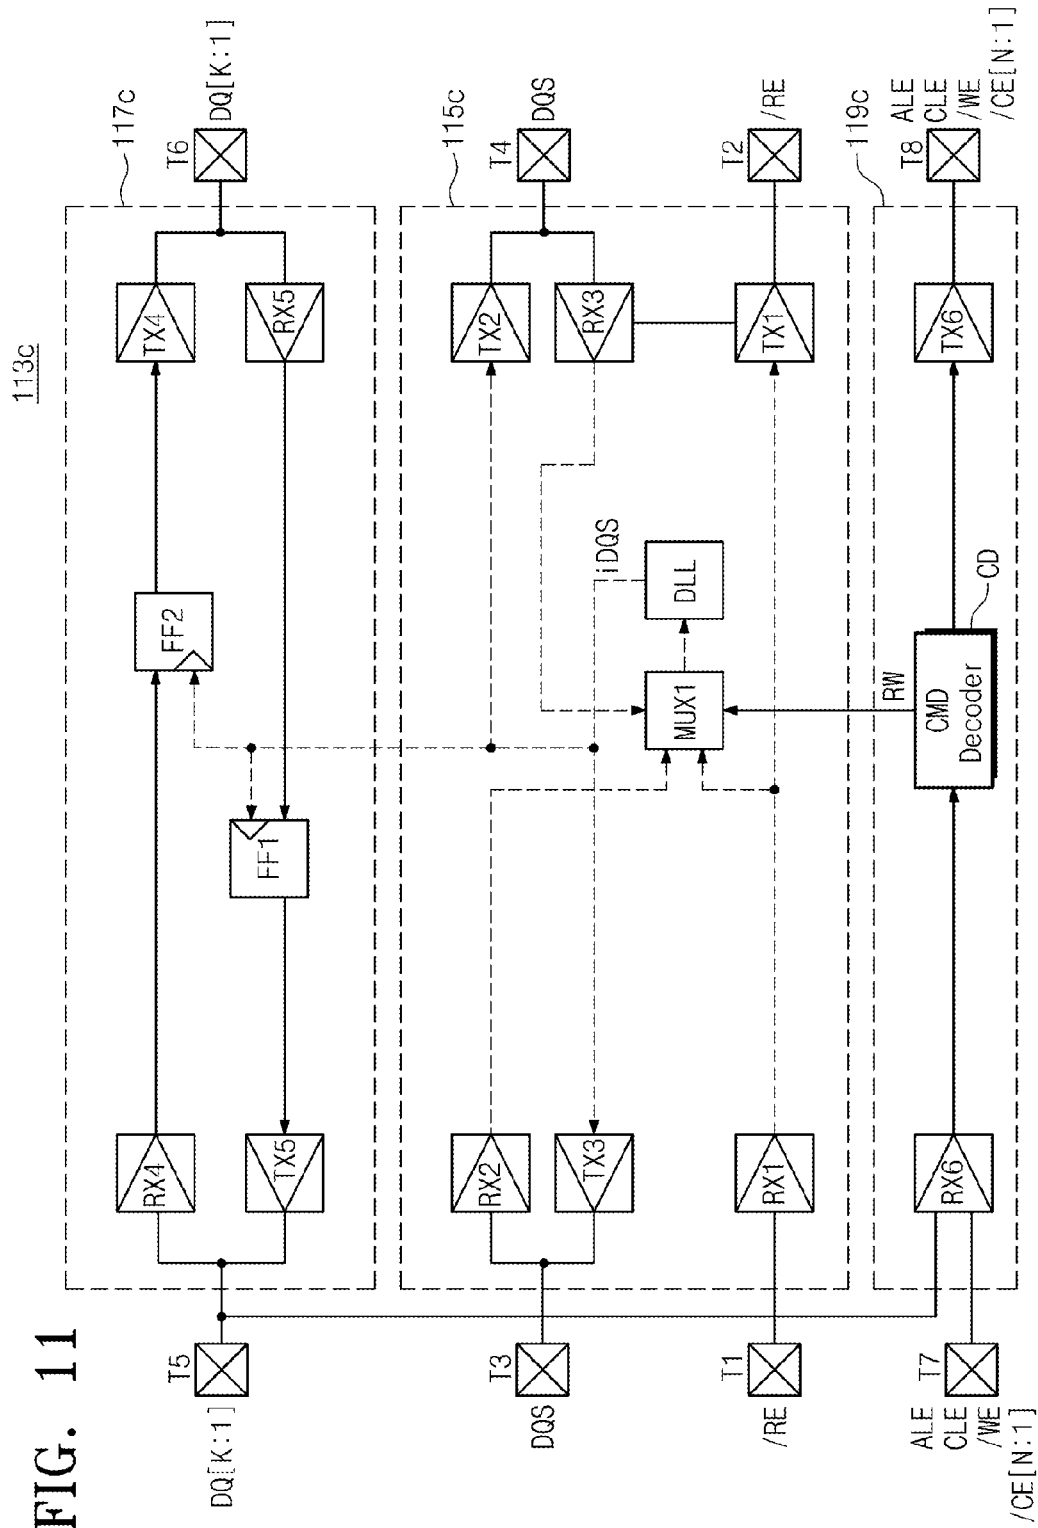 FIG. 11
113c
117c
T5
DQ[K:1]
RX4
TX5
FF1
FF2
TX4
RX5
T6
DQ[K:1]
115c
T3
DQS
RX2
TX3
iDQS
MUX1
DLL
TX2
RX3
T4
DQS
T1
/RE
RX1
TX1
T2
/RE
119c
T7
ALE
CLE
/WE
/CE[N:1]
RX6
RW
CMD
Decoder
CD
TX6
T8
ALE
CLE
/WE
/CE[N:1]